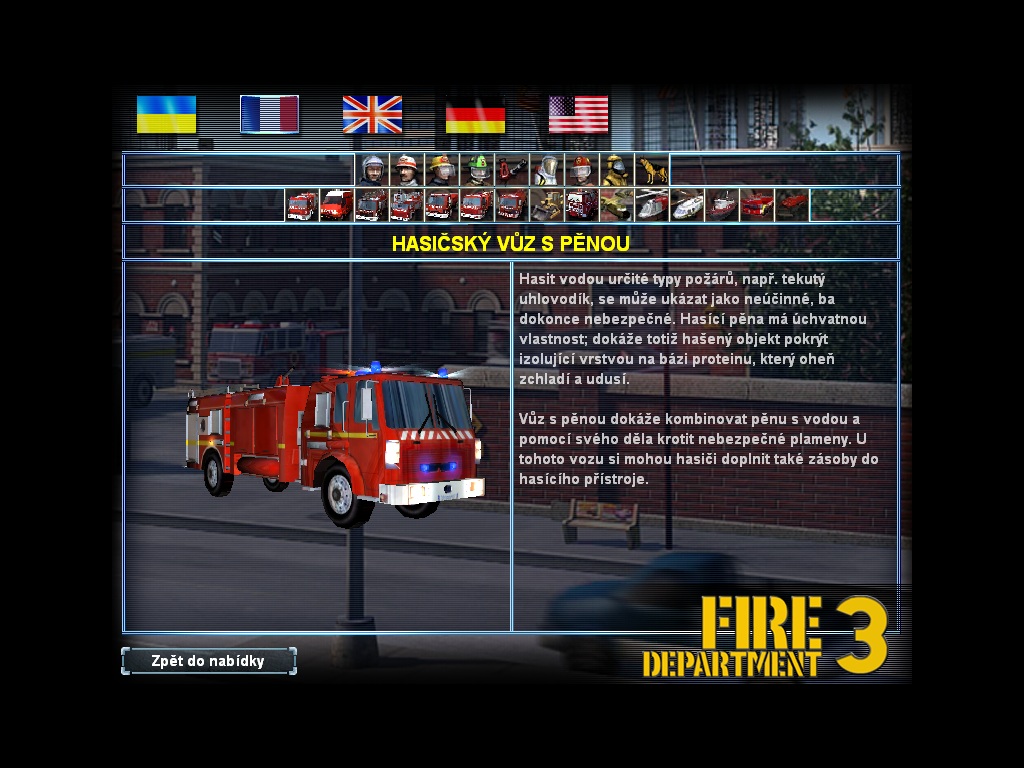 HASIČSKÝ VŮZ S PĚNOU
Hasit vodou určité typy požárů, např. tekutý
uhlovodík, se může ukázat jako neúčinné, ba
dokonce nebezpečné. Hasící pěna má úchvatnou
vlastnost; dokáže totiž hašený objekt pokrýt
izolující vrstvou na bázi proteinu, který oheň
zchladí a udusí.
Vůz s pěnou dokáže kombinovat pěnu s vodou a
pomocí svého děla krotit nebezpečné plameny. U
tohoto vozu si mohou hasiči doplnit také zásoby do
hasícího přístroje.
FIRE
DEPARTMENT 3
Zpět do nabídky